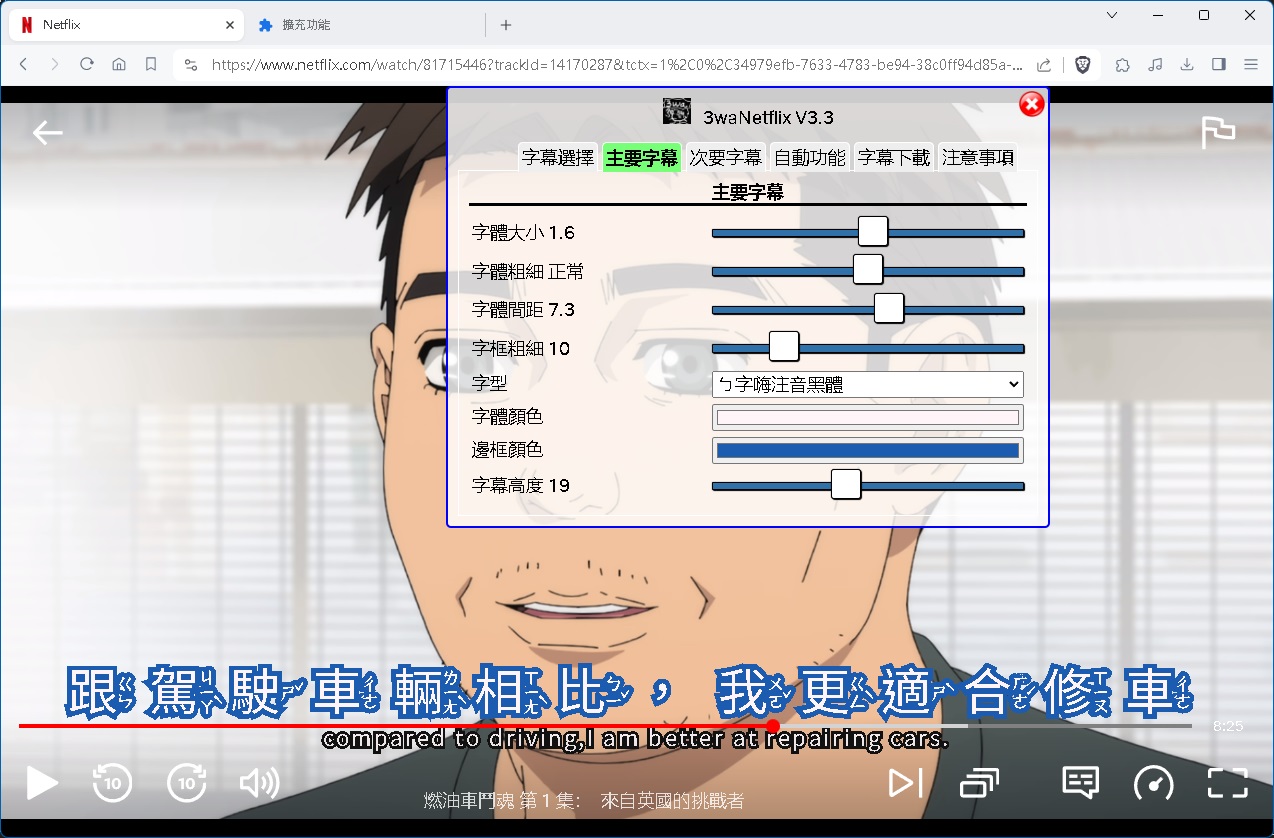 Netflix
擴充功能
https://www.netflix.com/watch/81715446?trackId=14170287&tctx=1%2C0%2C34979efb-7633-4783-be94-38c0ff94d85a-...
3waNetflix V3.3
字幕選擇 主要字幕 次要字幕 自動功能 字幕下載 注意事項
主要字幕
字體大小 1.6
字體粗細 正常
字體間距 7.3
字框粗細 10
字型 ㄅ字嗨注音黑體
字體顏色
邊框顏色
字幕高度 19
跟駕駛車輛相比， 我更適合修車
8:25
compared to driving,I am better at repairing cars.
10 10
燃油車鬥魂 第 1 集： 來自英國的挑戰者